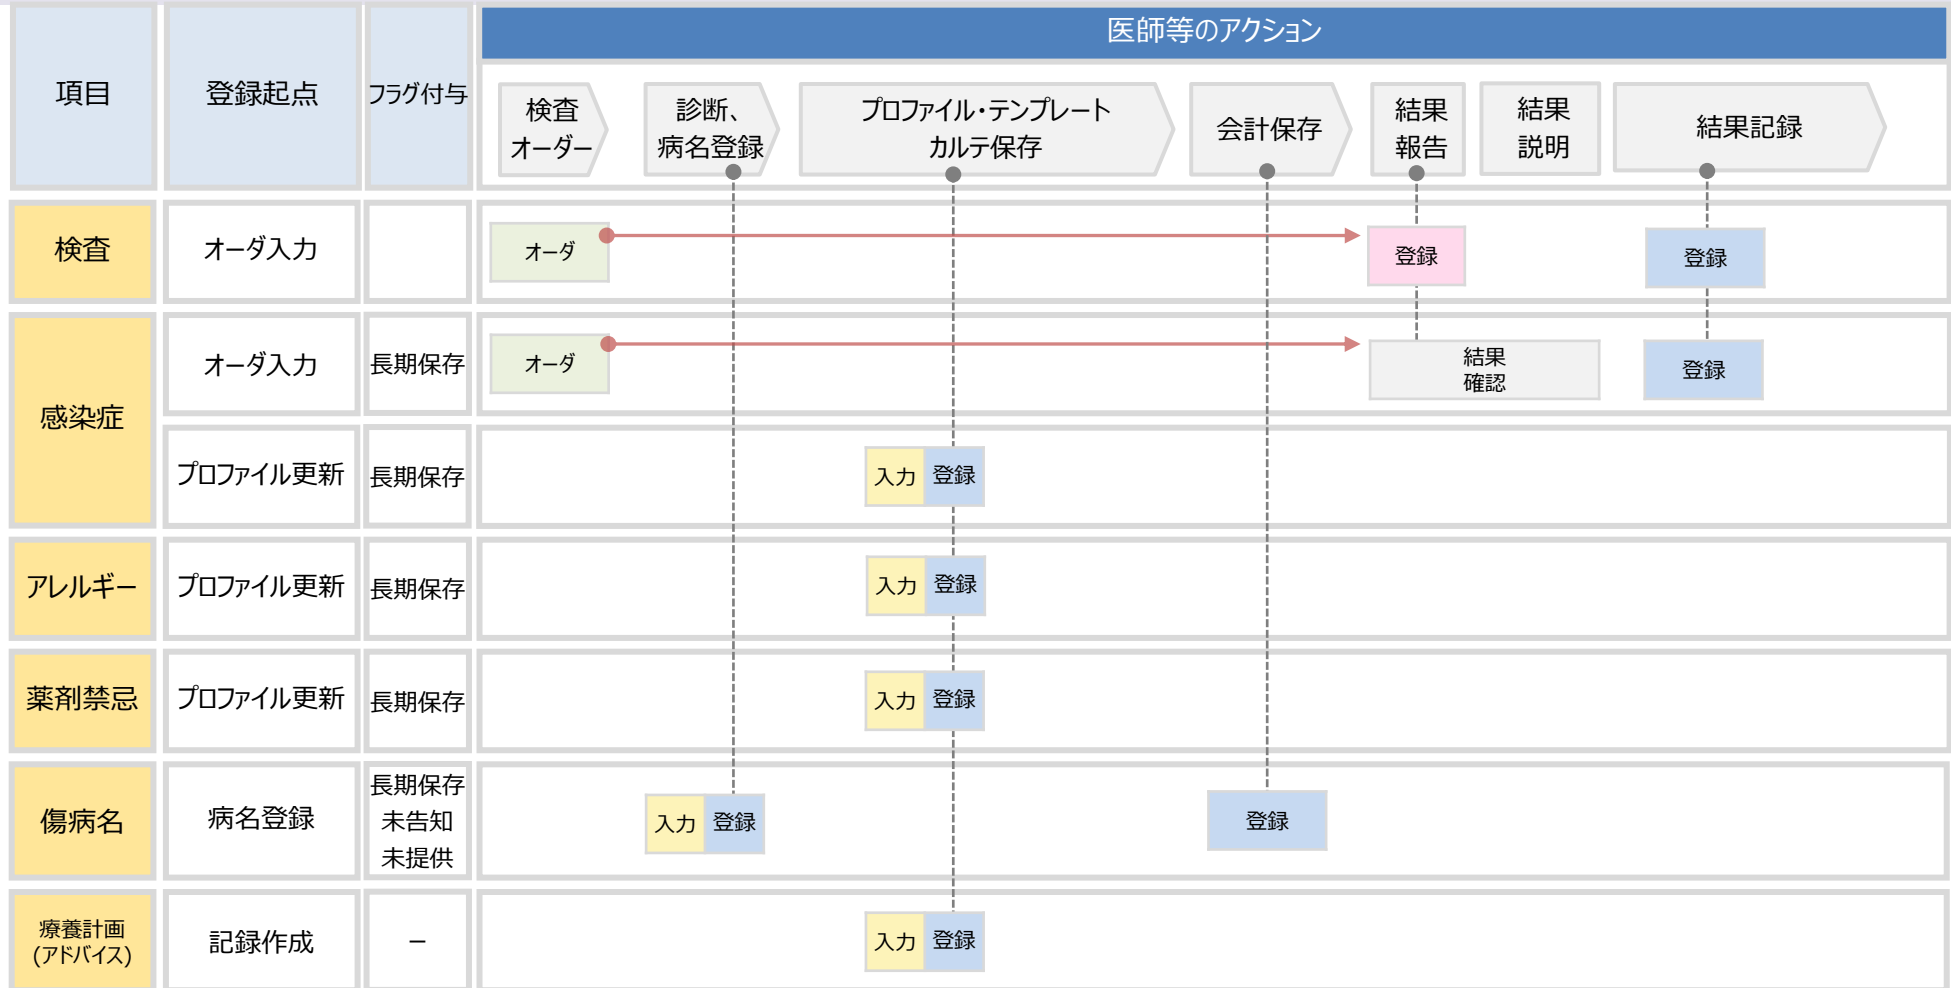 医師等のアクション
項目
登録起点
フラグ付与
検査
オーダー
診断、
病名登録
プロファイル・テンプレート
カルテ保存
会計保存
結果
報告
結果
説明
結果記録
検査
オーダ入力
オーダ
登録
登録
感染症
オーダ入力
長期保存
オーダ
結果
確認
登録
プロファイル更新
長期保存
入力
登録
アレルギー
プロファイル更新
長期保存
入力
登録
薬剤禁忌
プロファイル更新
長期保存
入力
登録
傷病名
病名登録
長期保存
未告知
未提供
入力
登録
登録
療養計画
(アドバイス)
記録作成
－
入力
登録